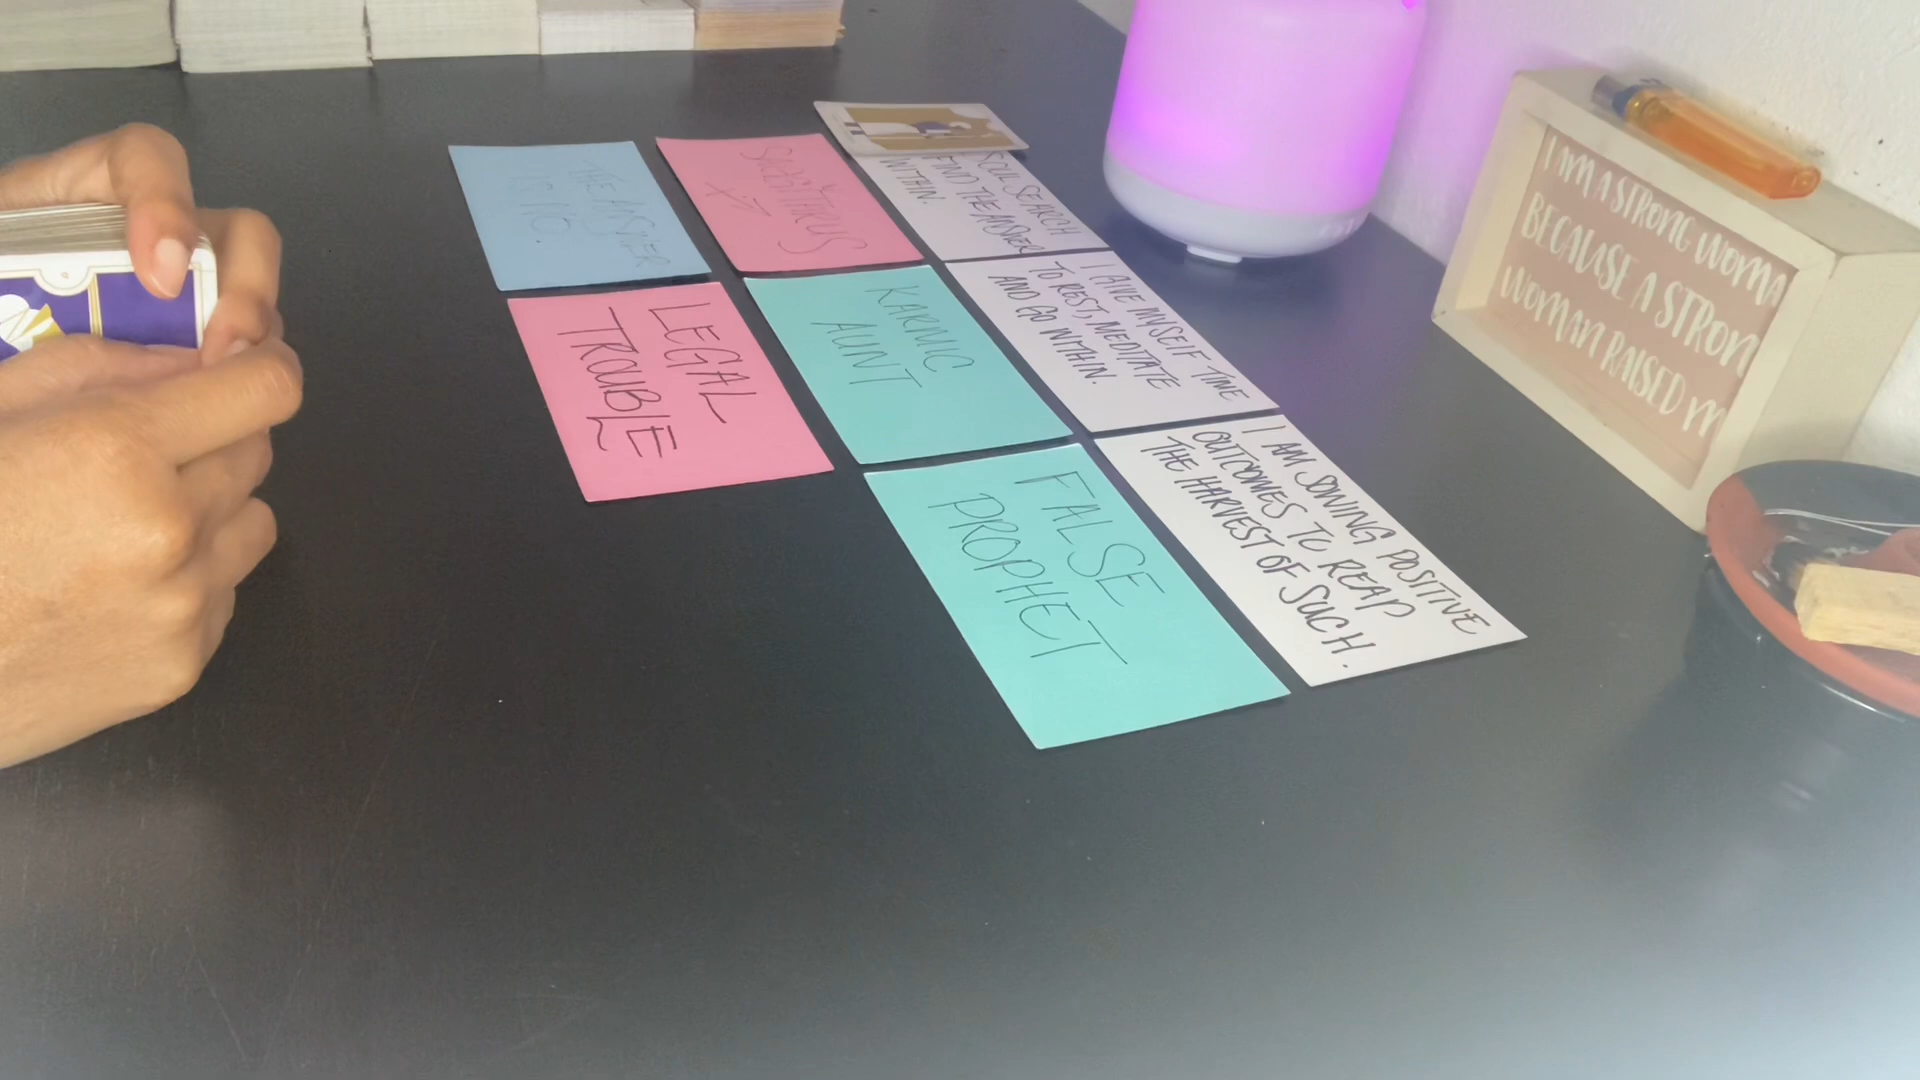 THE ANSWER
IS NO
SAGITTARIUS
SOUL SEARCH
FIND THE ANSWER
WITHIN.
LEGAL
TROUBLE
KARMIC
AUNT
I GIVE MYSELF TIME
TO REST, MEDITATE
AND GO WITHIN.
FALSE
PROPHET
I AM SOWING POSITIVE
OUTCOMES TO REAP
THE HARVEST OF SUCH.
I AM A STRONG WOMA
BECAUSE A STRON
WOMAN RAISED M